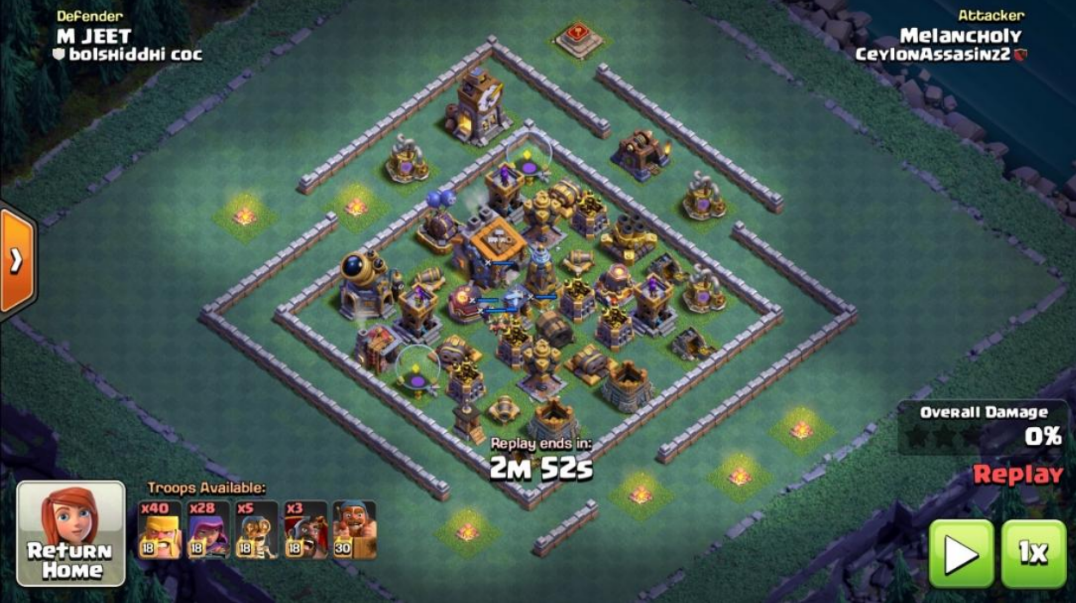 Defender
M JEET
bolshiddhi coc
Attacker
Melancholy
CeylonAssasinz2
Replay ends in:
2M 52s
Overall Damage
0%
Replay
Troops Available:
x40
x28
x5
x3
18
18
18
18
30
Return
Home
1x